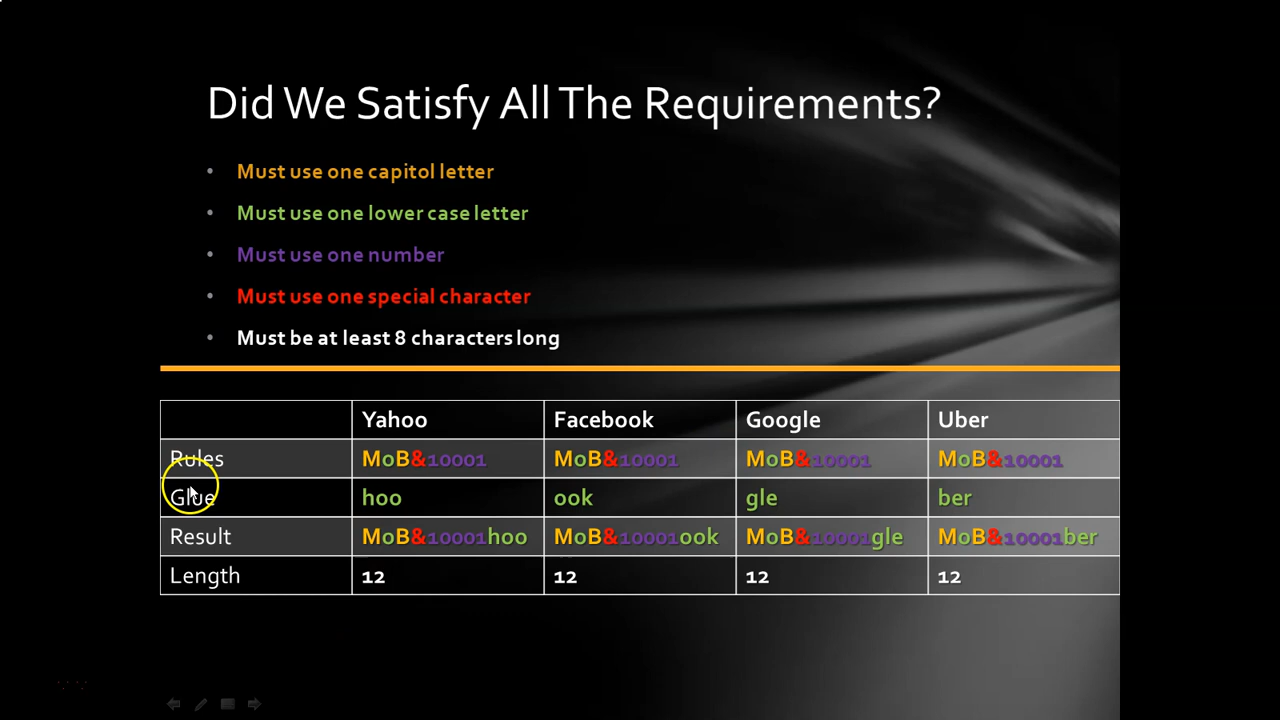 Did We Satisfy All The Requirements?
• Must use one capitol letter
• Must use one lower case letter
• Must use one number
• Must use one special character
• Must be at least 8 characters long
Yahoo Facebook Google Uber
Rules MoB&10001 MoB&10001 MoB&10001 MoB&10001
Glue hoo ook gle ber
Result MoB&10001hoo MoB&10001ook MoB&10001gle MoB&10001ber
Length 12 12 12 12